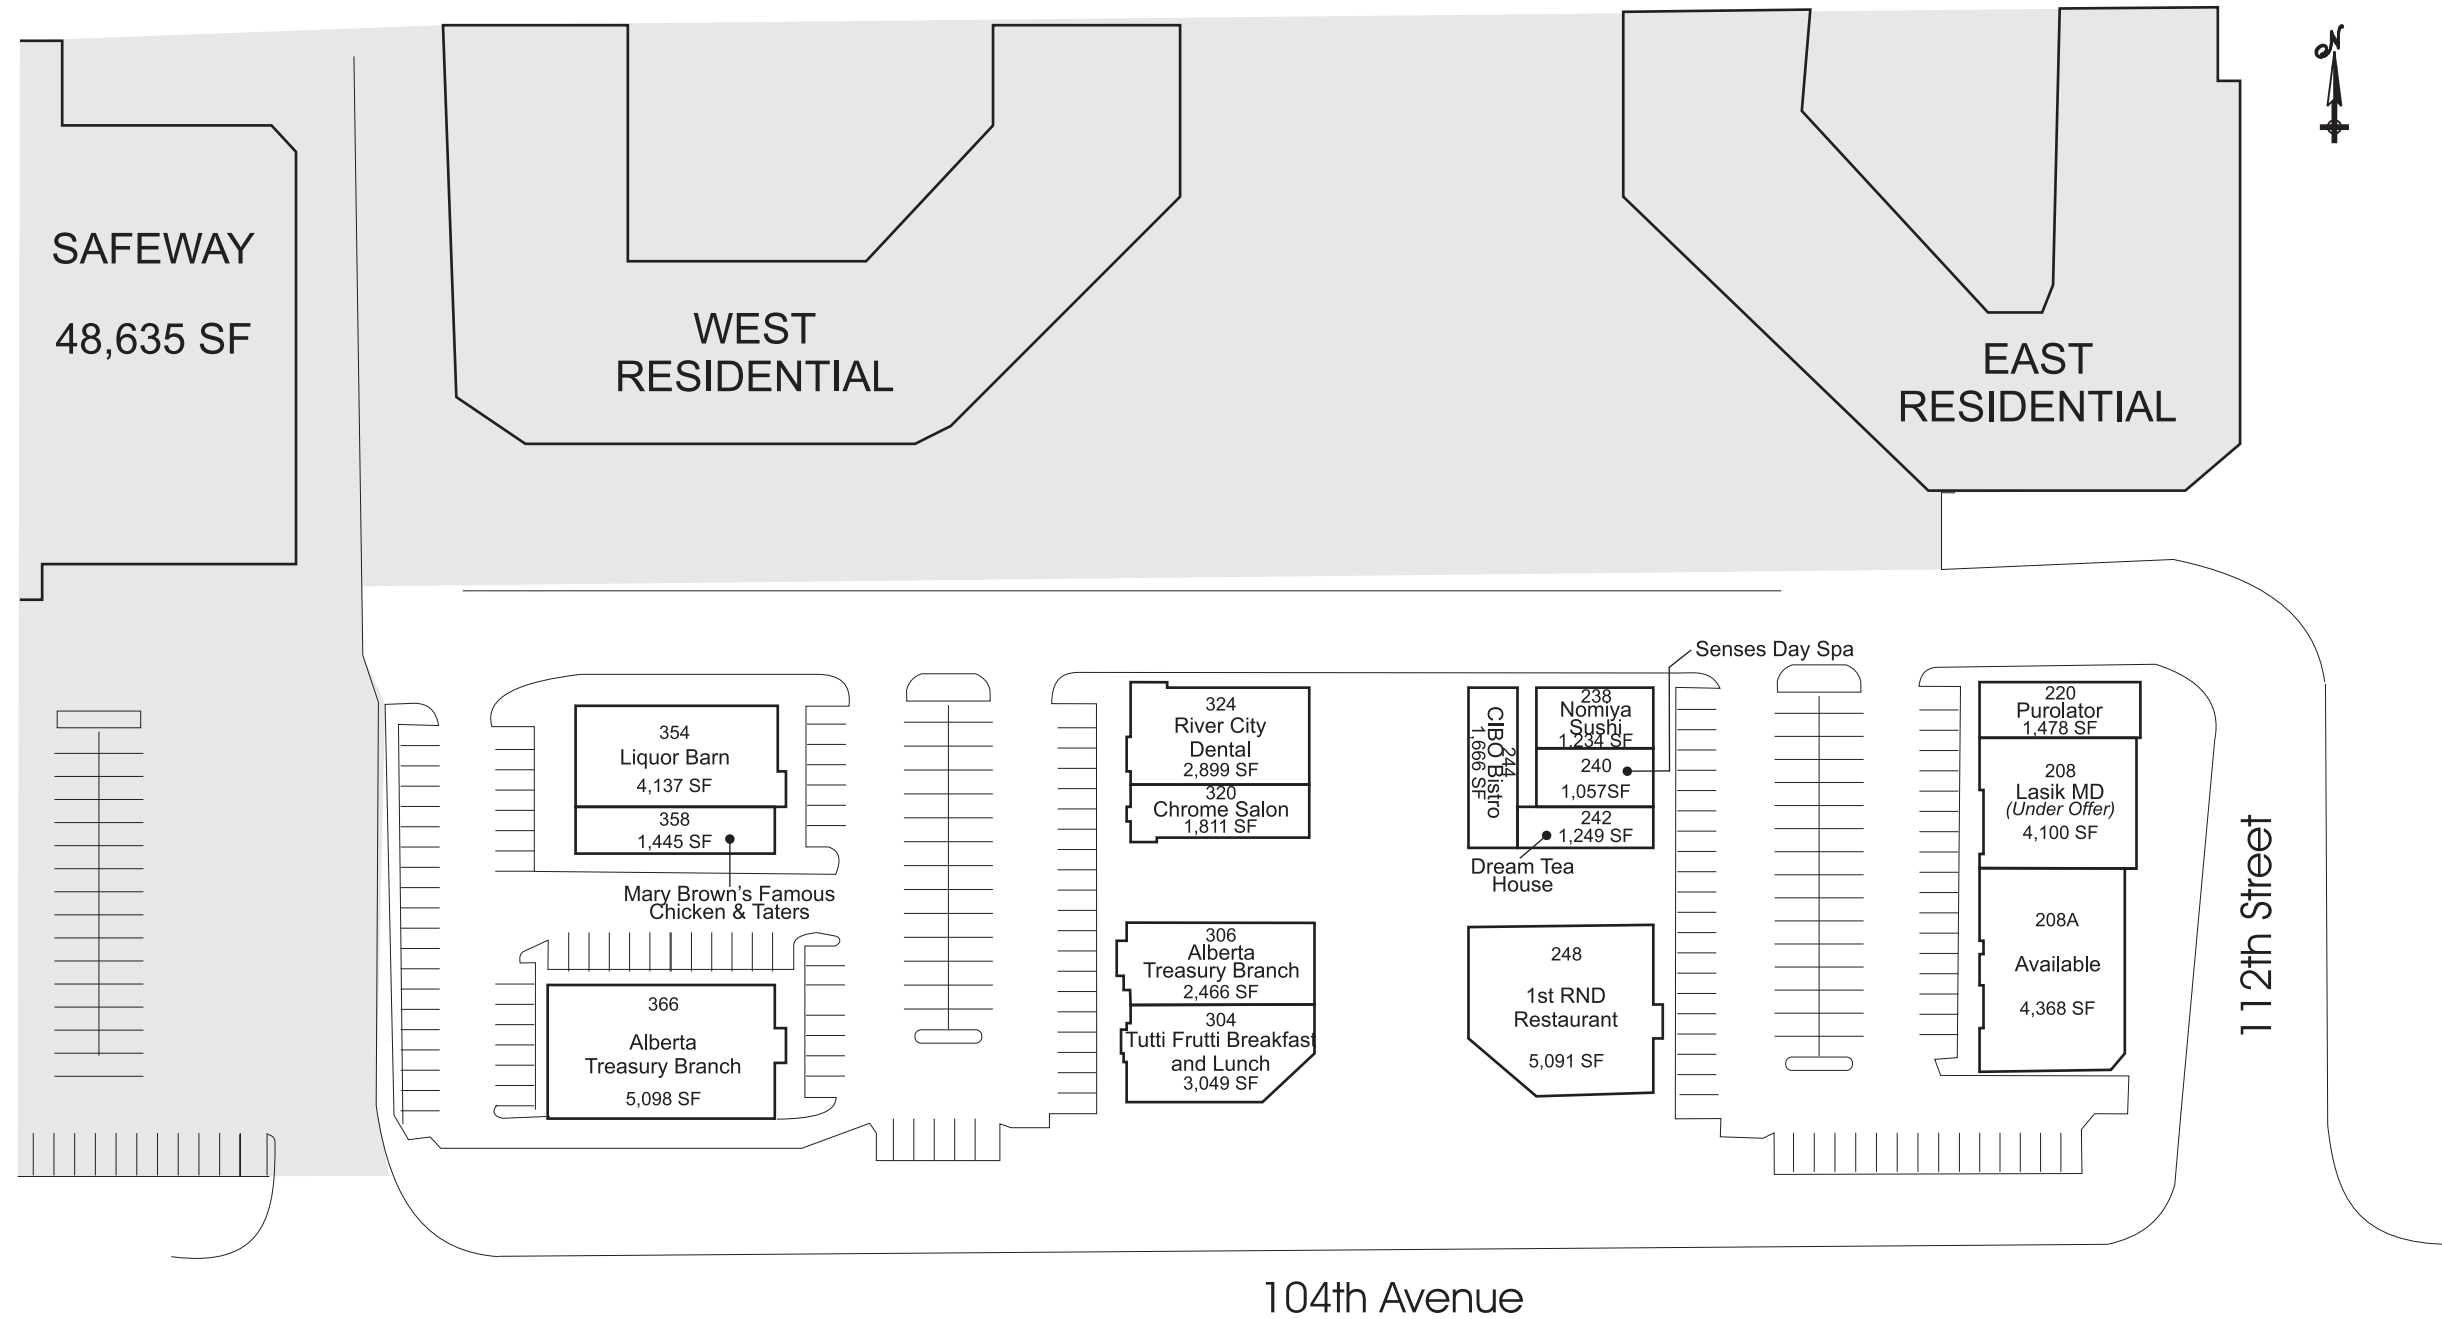 N
SAFEWAY
48,635 SF
WEST
RESIDENTIAL
EAST
RESIDENTIAL
354
Liquor Barn
4,137 SF
358
1,445 SF
Mary Brown's Famous
Chicken & Taters
366
Alberta
Treasury Branch
5,098 SF
324
River City
Dental
2,899 SF
320
Chrome Salon
1,811 SF
306
Alberta
Treasury Branch
2,466 SF
304
Tutti Frutti Breakfast
and Lunch
3,049 SF
244
CIBO Bistro
1,666 SF
238
Nomiya
Sushi
1,234 SF
Senses Day Spa
240
1,057SF
242
1,249 SF
Dream Tea
House
248
1st RND
Restaurant
5,091 SF
220
Purolator
1,478 SF
208
Lasik MD
(Under Offer)
4,100 SF
208A
Available
4,368 SF
112th Street
104th Avenue